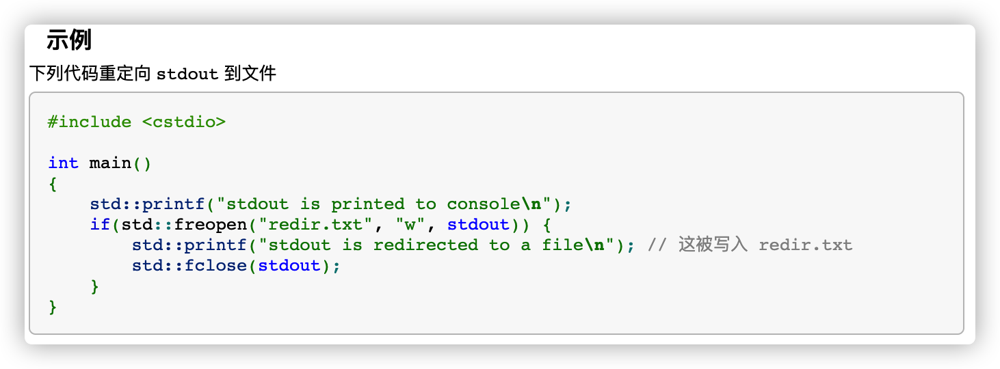 示例
下列代码重定向 stdout 到文件
#include <cstdio>
int main()
{
    std::printf("stdout is printed to console\n");
    if(std::freopen("redir.txt", "w", stdout)) {
        std::printf("stdout is redirected to a file\n"); // 这被写入 redir.txt
        std::fclose(stdout);
    }
}